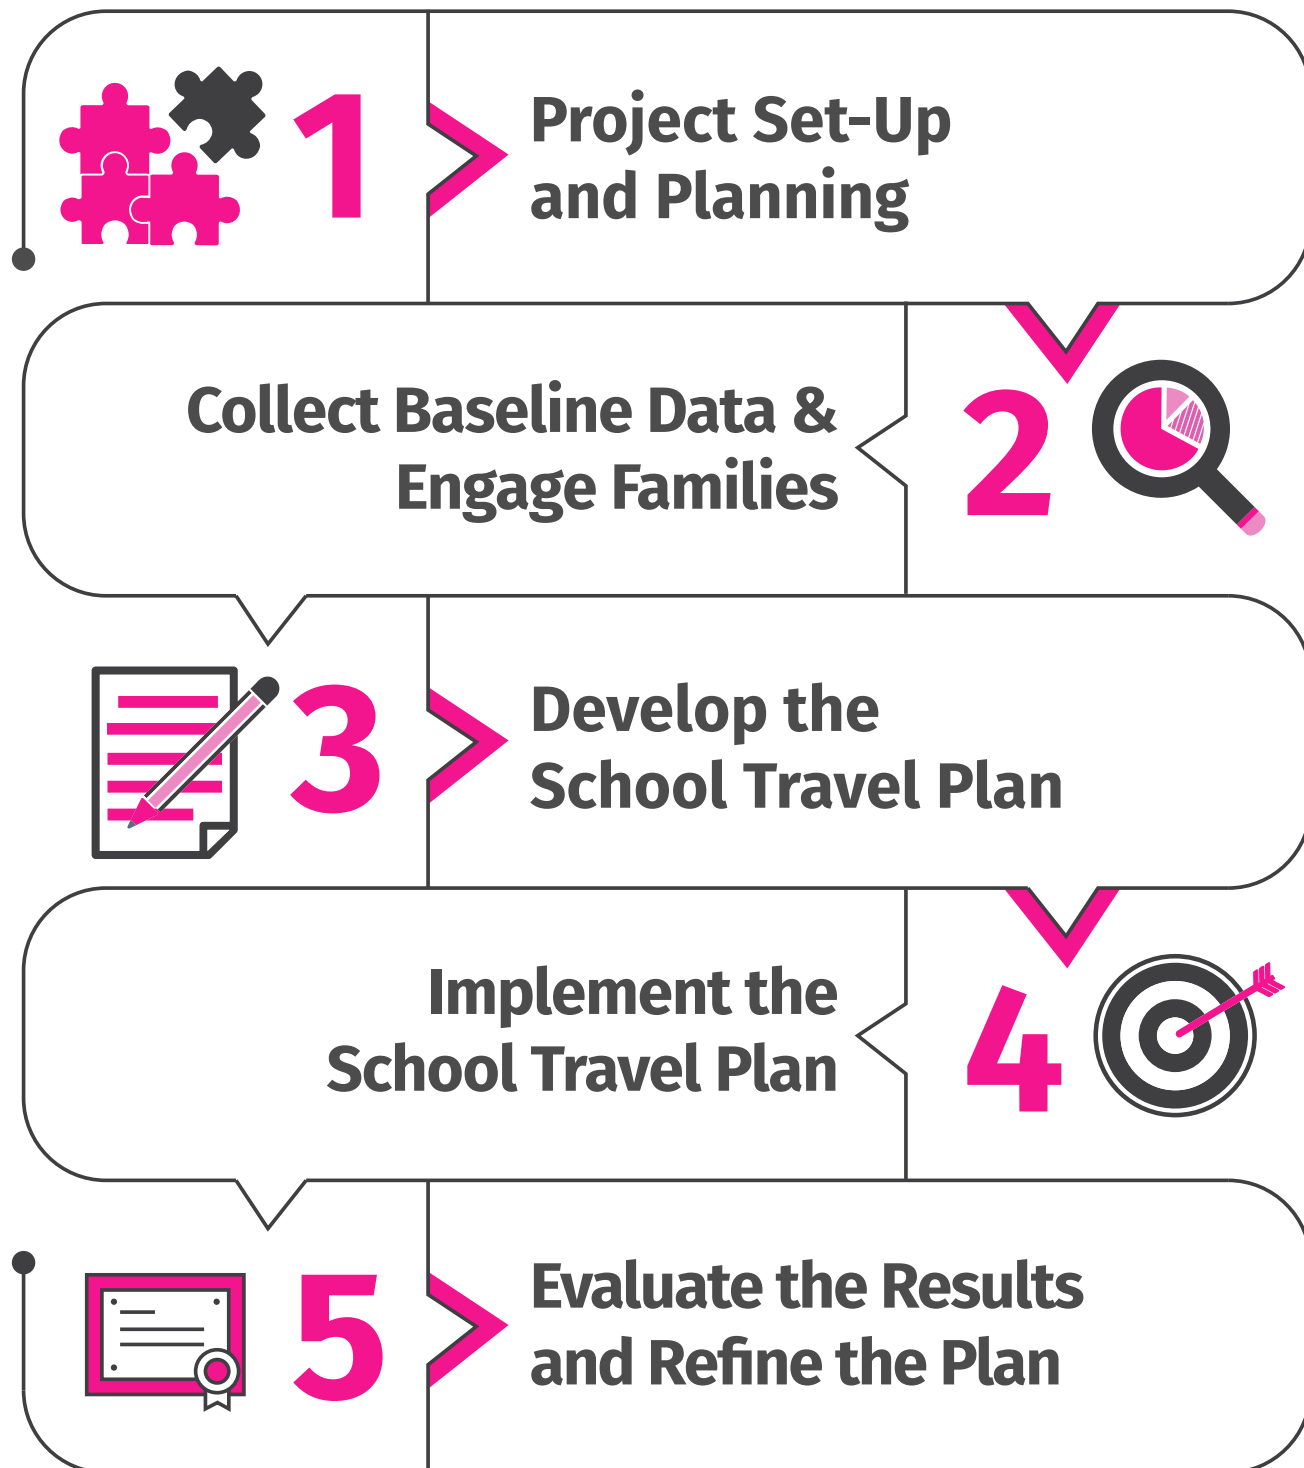 1
Project Set-Up
and Planning
Collect Baseline Data &
Engage Families
2
3
Develop the
School Travel Plan
Implement the
School Travel Plan
4
5
Evaluate the Results
and Refine the Plan